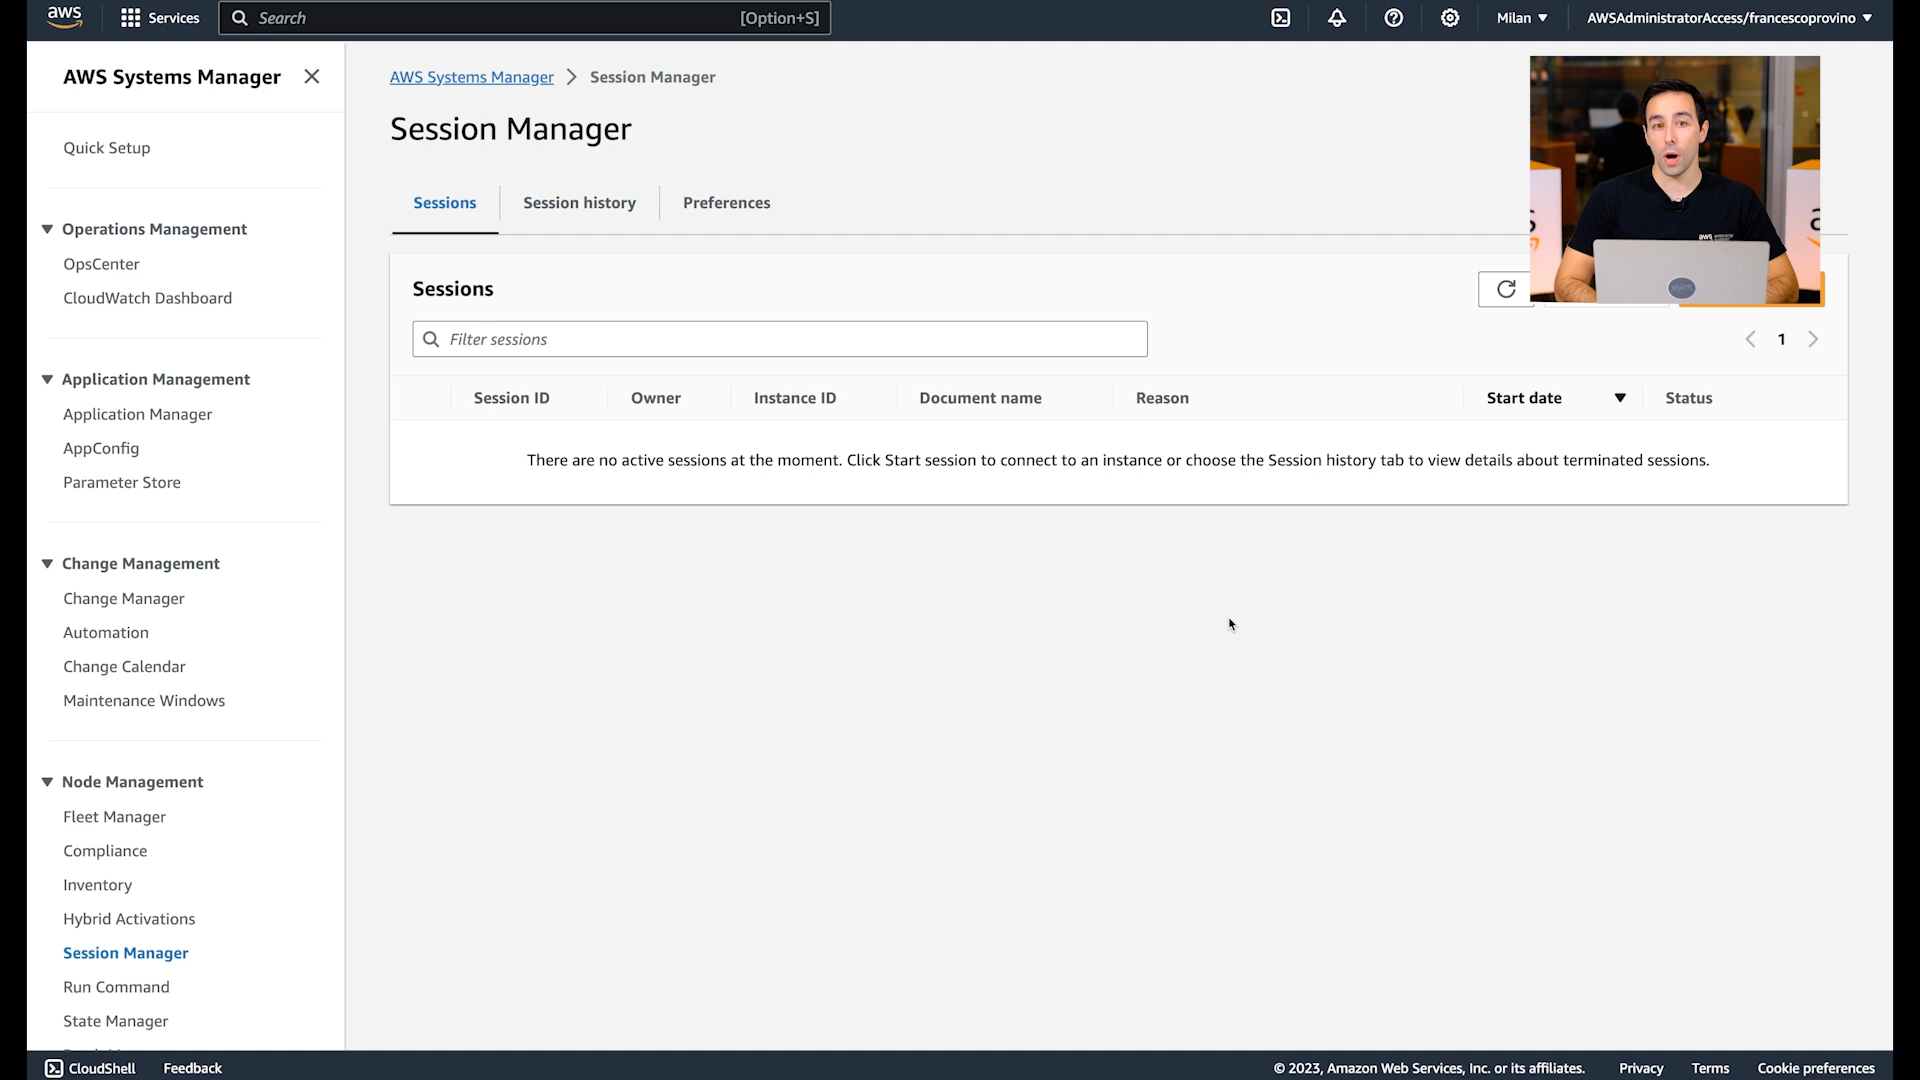 aws
Services
Search
[Option+S]
Milan
AWSAdministratorAccess/francescoprovino
AWS Systems Manager
Quick Setup
Operations Management
OpsCenter
CloudWatch Dashboard
Application Management
Application Manager
AppConfig
Parameter Store
Change Management
Change Manager
Automation
Change Calendar
Maintenance Windows
Node Management
Fleet Manager
Compliance
Inventory
Hybrid Activations
Session Manager
Run Command
State Manager
AWS Systems Manager > Session Manager
Session Manager
Sessions
Session history
Preferences
Sessions
Filter sessions
1
Session ID
Owner
Instance ID
Document name
Reason
Start date
Status
There are no active sessions at the moment. Click Start session to connect to an instance or choose the Session history tab to view details about terminated sessions.
aws
CloudShell
Feedback
© 2023, Amazon Web Services, Inc. or its affiliates.
Privacy
Terms
Cookie preferences